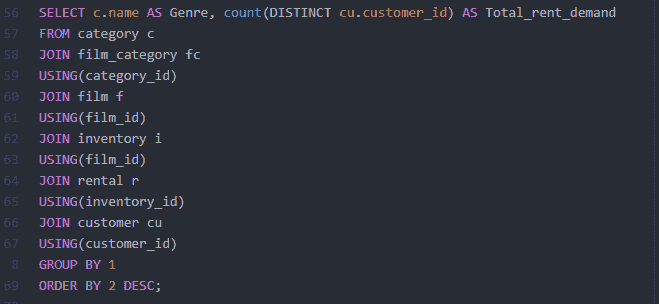 56 SELECT c.name AS Genre, count(DISTINCT cu.customer_id) AS Total_rent_demand
57 FROM category c
58 JOIN film_category fc
59 USING(category_id)
60 JOIN film f
61 USING(film_id)
62 JOIN inventory i
63 USING(film_id)
64 JOIN rental r
65 USING(inventory_id)
66 JOIN customer cu
67 USING(customer_id)
8 GROUP BY 1
69 ORDER BY 2 DESC;